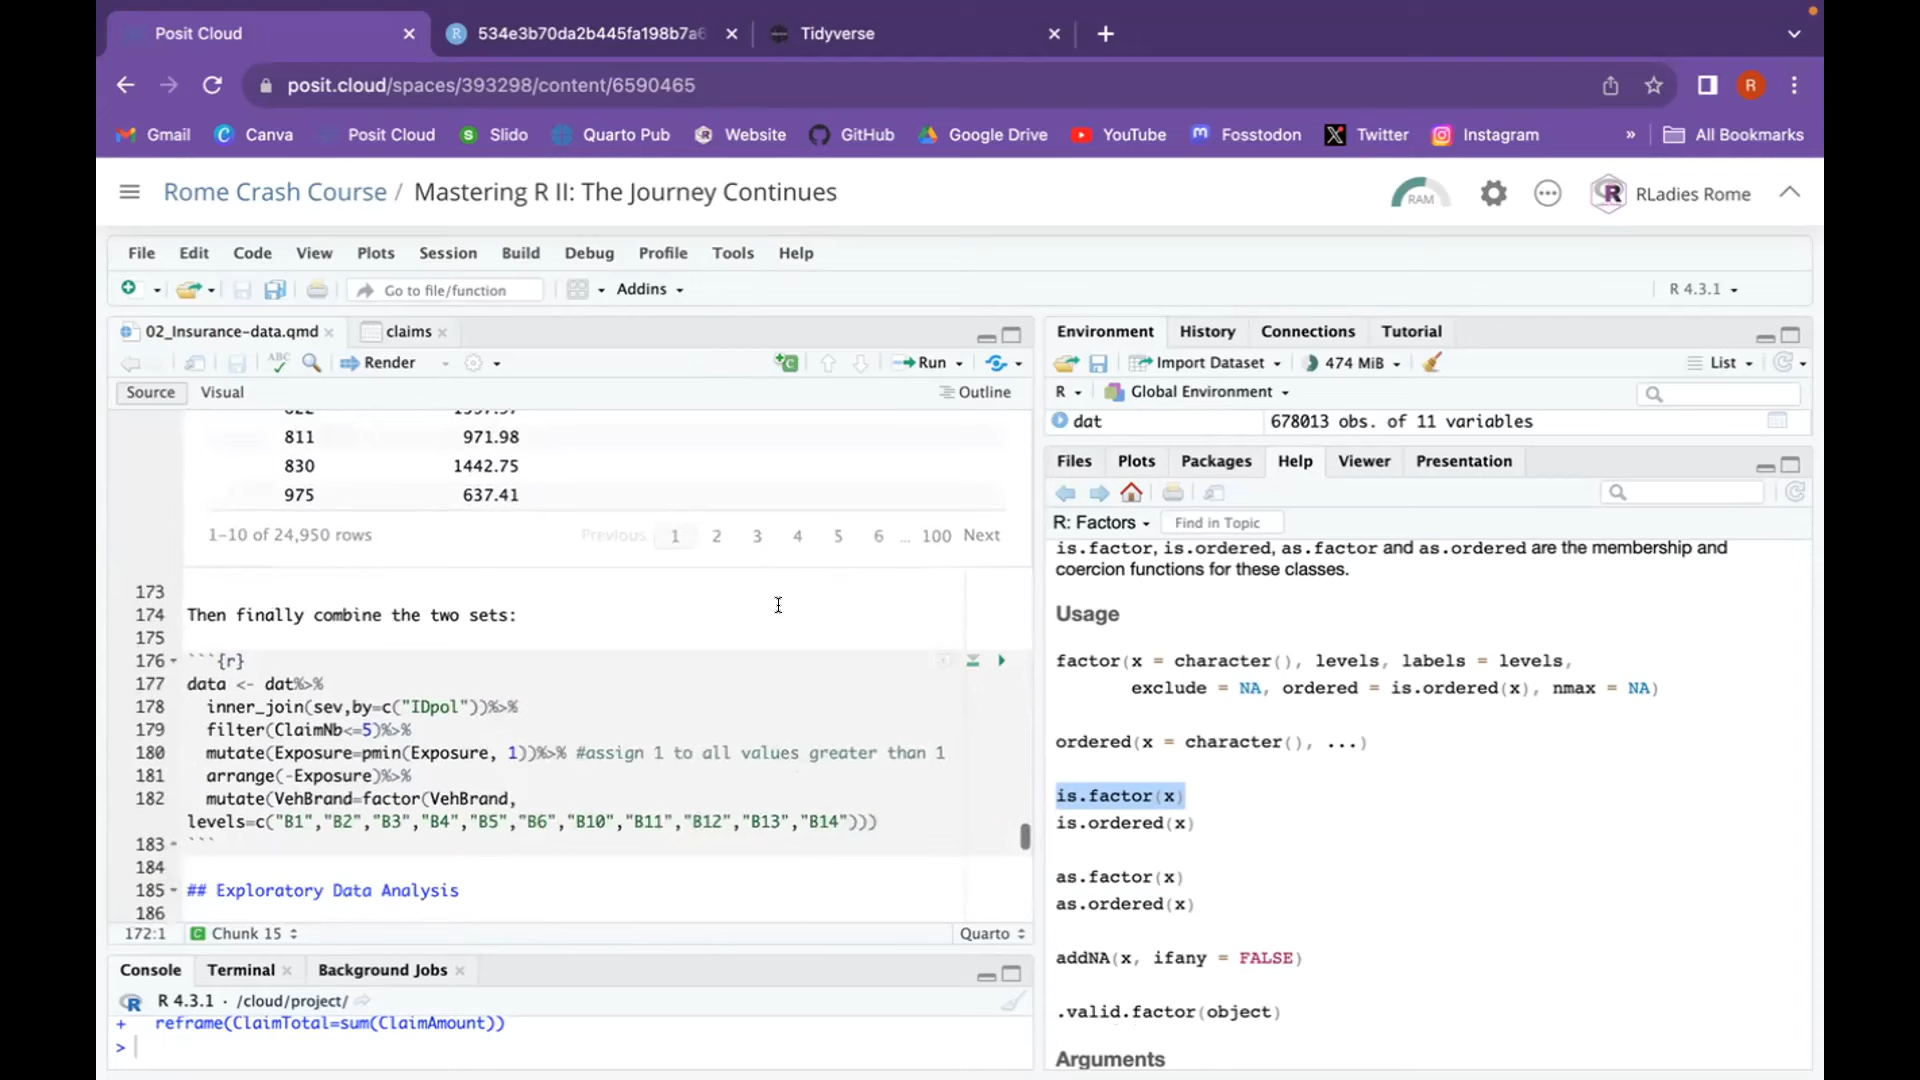 Posit Cloud
534e3b70da2b445fa198b7a6
Tidyverse
posit.cloud/spaces/393298/content/6590465
R
Gmail Canva Posit Cloud Slido Quarto Pub Website GitHub Google Drive YouTube Fosstodon Twitter Instagram » All Bookmarks
Rome Crash Course / Mastering R II: The Journey Continues
RAM
RLadies Rome
File Edit Code View Plots Session Build Debug Profile Tools Help
Go to file/function
Addins
R 4.3.1
02_Insurance-data.qmd
claims
ABC
Render
Run
Source Visual
Outline
811 971.98
830 1442.75
975 637.41
1–10 of 24,950 rows
Previous 1 2 3 4 5 6 ... 100 Next
173
174 Then finally combine the two sets:
175
176 ```{r}
177 data <- dat%>%
178 inner_join(sev,by=c("IDpol"))%>%
179 filter(ClaimNb<=5)%>%
180 mutate(Exposure=pmin(Exposure, 1))%>% #assign 1 to all values greater than 1
181 arrange(-Exposure)%>%
182 mutate(VehBrand=factor(VehBrand,
levels=c("B1","B2","B3","B4","B5","B6","B10","B11","B12","B13","B14")))
183 ```
184
185 ## Exploratory Data Analysis
186
172:1 Chunk 15
Quarto
Console Terminal Background Jobs
R 4.3.1 · /cloud/project/
+ reframe(ClaimTotal=sum(ClaimAmount))
>
Environment History Connections Tutorial
Import Dataset
474 MiB
List
R Global Environment
dat 678013 obs. of 11 variables
Files Plots Packages Help Viewer Presentation
R: Factors
Find in Topic
is.factor, is.ordered, as.factor and as.ordered are the membership and
coercion functions for these classes.
Usage
factor(x = character(), levels, labels = levels,
exclude = NA, ordered = is.ordered(x), nmax = NA)
ordered(x = character(), ...)
is.factor(x)
is.ordered(x)
as.factor(x)
as.ordered(x)
addNA(x, ifany = FALSE)
.valid.factor(object)
Arguments